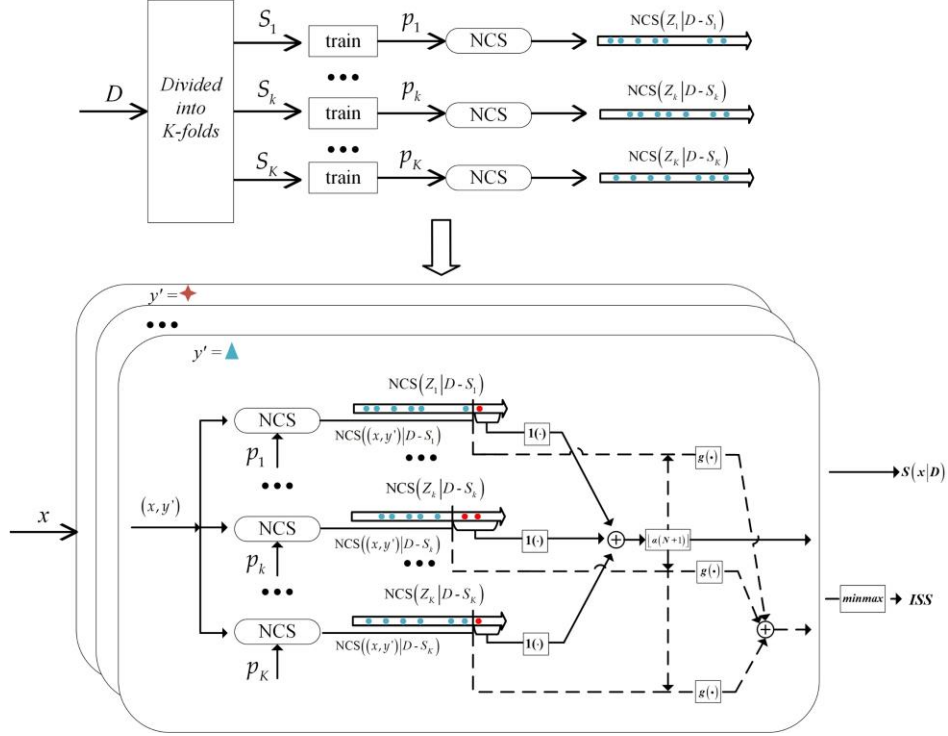 D
Divided
into
K-folds
S_1
train
p_1
NCS
NCS(Z_1|D-S_1)
S_k
train
p_k
NCS
NCS(Z_k|D-S_k)
S_K
train
p_K
NCS
NCS(Z_K|D-S_K)
y' =
y' =
x
(x, y')
NCS
p_1
NCS(Z_1|D-S_1)
NCS((x, y')|D-S_1)
1(·)
g(·)
NCS
p_k
NCS(Z_k|D-S_k)
NCS((x, y')|D-S_k)
1(·)
⌊α(N+1)⌋
g(·)
NCS
p_K
NCS(Z_K|D-S_K)
NCS((x, y')|D-S_K)
1(·)
g(·)
S(x|D)
minmax
ISS